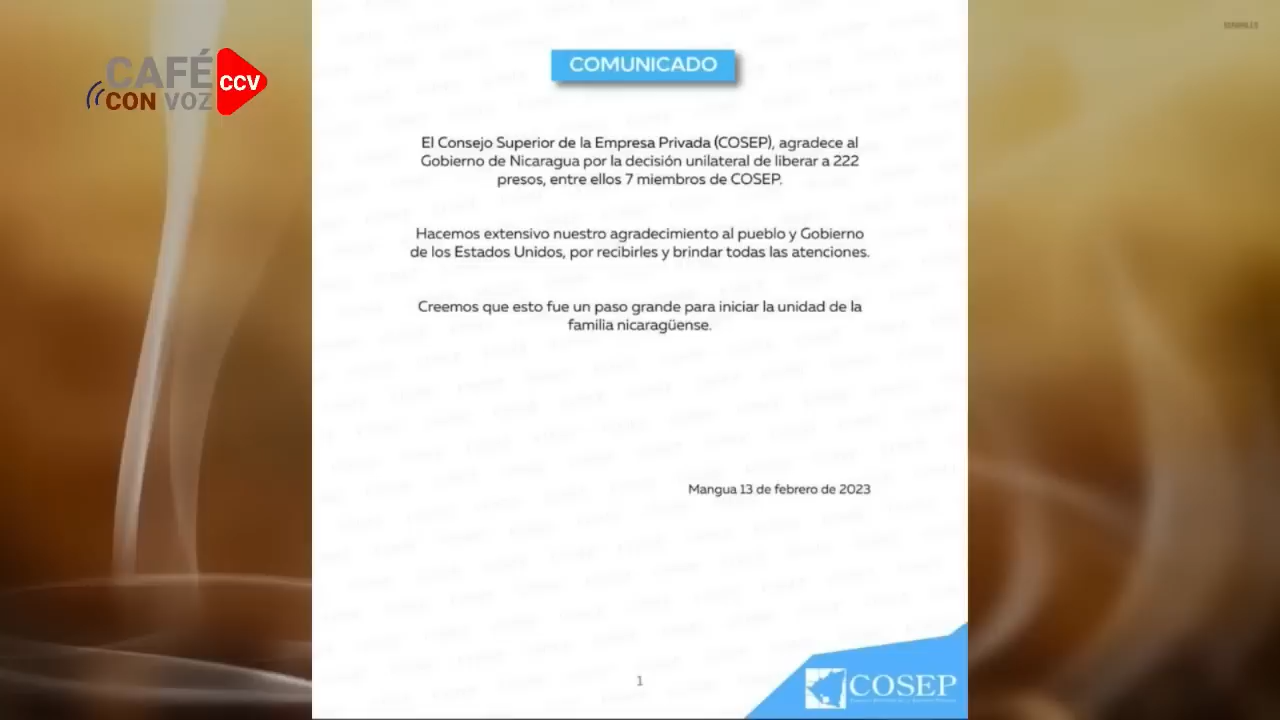 CAFÉ
CON VOZ
CCV
COMUNICADO
El Consejo Superior de la Empresa Privada (COSEP), agradece al
Gobierno de Nicaragua por la decisión unilateral de liberar a 222
presos, entre ellos 7 miembros de COSEP.
Hacemos extensivo nuestro agradecimiento al pueblo y Gobierno
de los Estados Unidos, por recibirles y brindar todas las atenciones.
Creemos que esto fue un paso grande para iniciar la unidad de la
familia nicaragüense.
Mangua 13 de febrero de 2023
1
COSEP